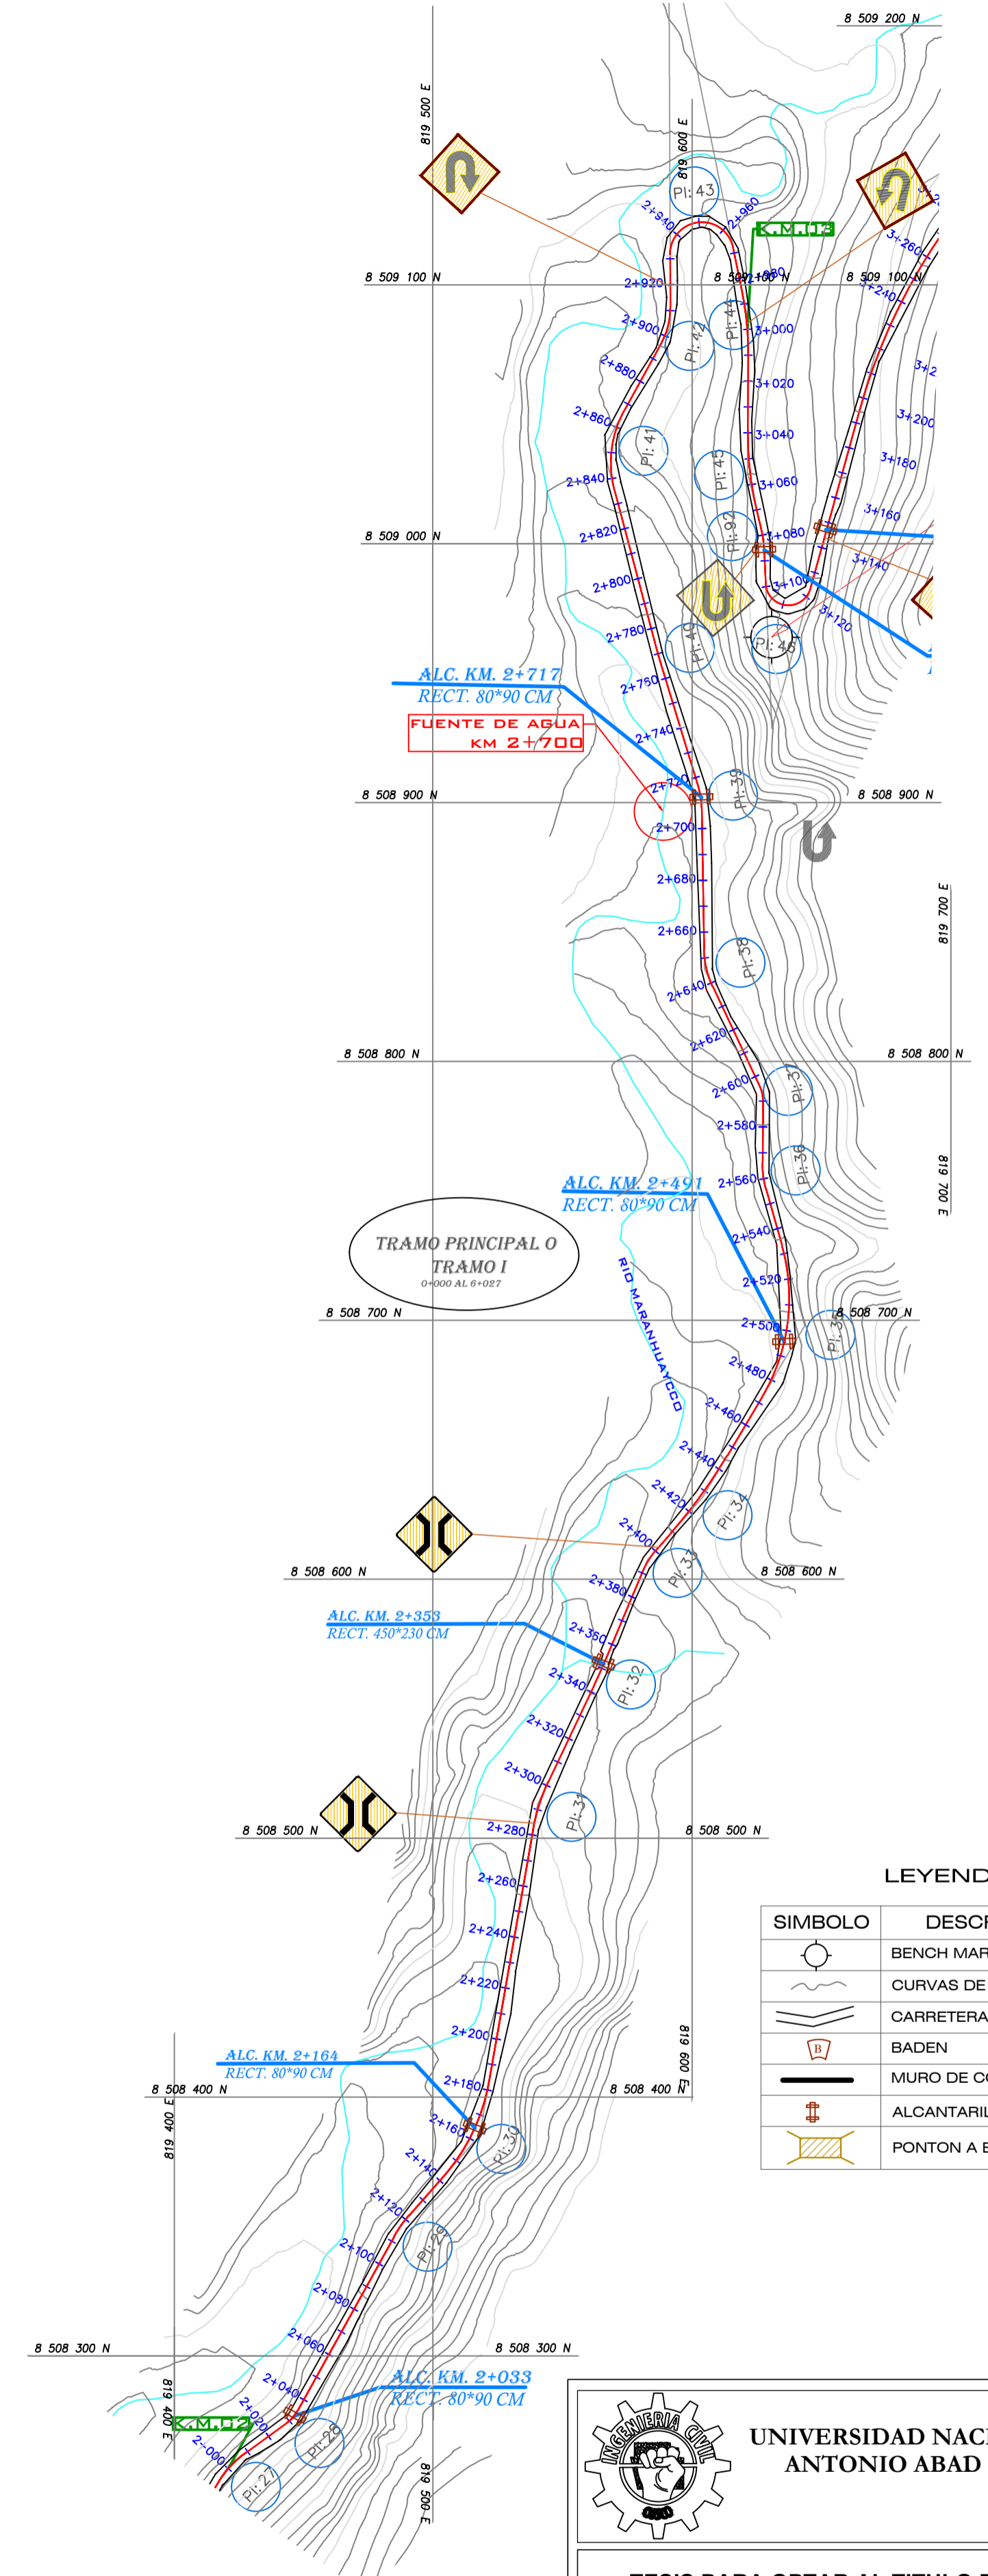 8 509 200 N
819 500 E
819 600 E
PI: 43
2+940
2+960
K.M.03
3+260
8 509 100 N
2+920
2+980
8 509 100 N
8 509 100 N
3+240
2+900
PI: 42
PI: 44
3+000
2+880
3+020
2+860
3+200
PI: 41
3+040
3+180
2+840
PI: 45
3+060
3+160
2+820
PI: 92
3+080
8 509 000 N
3+140
2+800
3+100
3+120
2+780
PI: 40
PI: 46
ALC. KM. 2+717
RECT. 80*90 CM
2+760
FUENTE DE AGUA
KM 2+700
2+740
2+720
PI: 39
8 508 900 N
8 508 900 N
2+700
2+680
819 700 E
2+660
PI: 38
2+640
2+620
8 508 800 N
8 508 800 N
2+600
PI: 37
2+580
PI: 36
819 700 E
2+560
ALC. KM. 2+491
RECT. 80*90 CM
2+540
TRAMO PRINCIPAL O
TRAMO I
0+000 AL 6+027
2+520
RIO MARANHUAYCCO
8 508 700 N
8 508 700 N
2+500
PI: 35
2+480
2+460
2+440
2+420
PI: 34
2+400
PI: 33
8 508 600 N
8 508 600 N
2+380
ALC. KM. 2+353
RECT. 450*230 CM
2+360
2+340
PI: 32
2+320
2+300
PI: 31
2+280
8 508 500 N
8 508 500 N
2+260
LEYEND
SIMBOLO
DESCR
BENCH MAR
2+240
CURVAS DE
2+220
CARRETERA
2+200
BADEN
B
819 600 E
ALC. KM. 2+164
RECT. 80*90 CM
MURO DE CO
2+180
8 508 400 N
8 508 400 N
ALCANTARIL
819 400 E
2+160
PI: 30
PONTON A E
2+140
2+120
PI: 29
2+100
2+080
2+060
8 508 300 N
8 508 300 N
ALC. KM. 2+033
RECT. 80*90 CM
2+040
819 400 E
K.M.02
2+020
PI: 28
2+000
PI: 27
819 500 E
INGENIERIA CIVIL
UNIVERSIDAD NACI
ANTONIO ABAD
TESIS PARA OPTAR AL TITULO